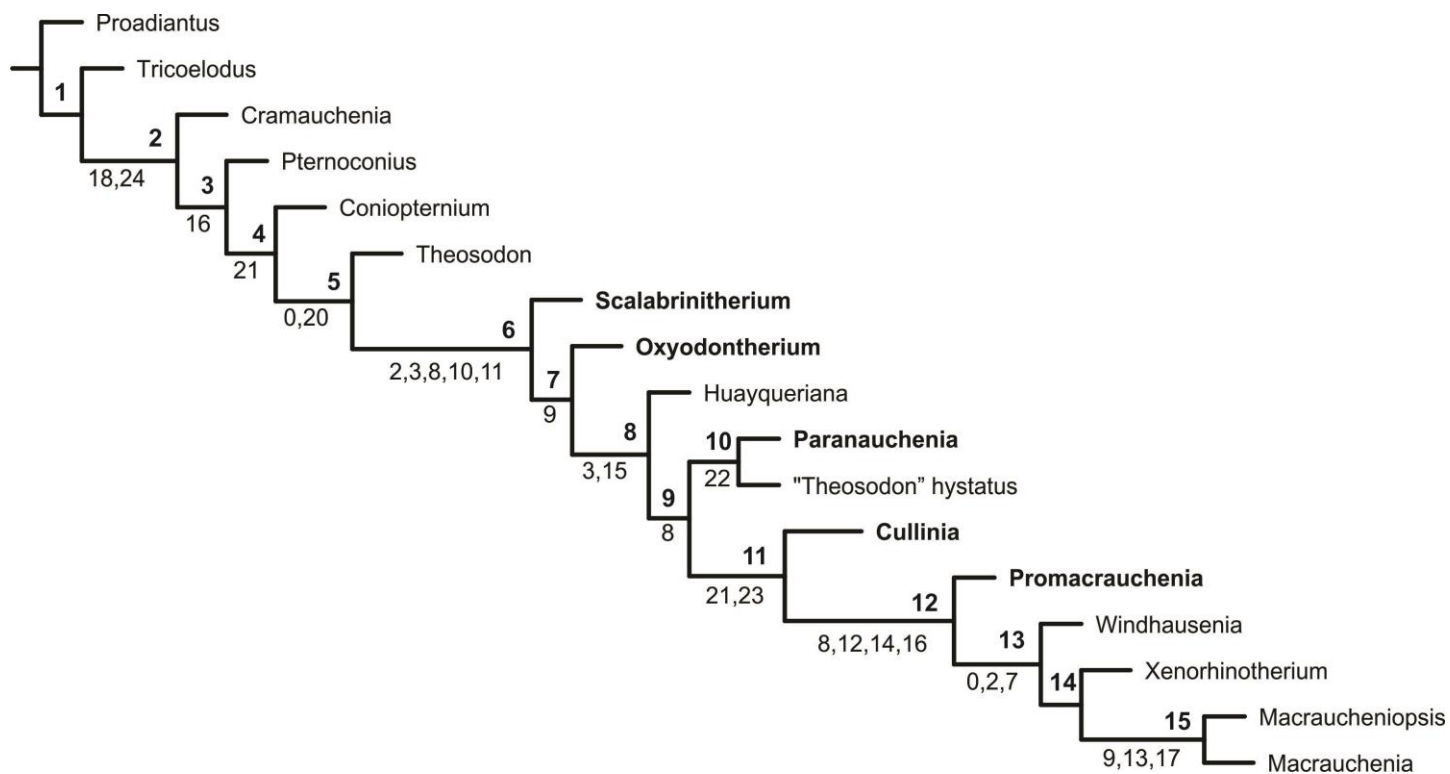 Proadiantus
1
Tricoelodus
2
Cramauchenia
18,24
3
Pternoconius
16
4
Coniopternium
21
5
Theosodon
0,20
6
Scalabrinitherium
2,3,8,10,11
7
Oxyodontherium
9
8
Huayqueriana
3,15
10
Paranauchenia
22
"Theosodon” hystatus
9
8
11
Cullinia
21,23
12
Promacrauchenia
8,12,14,16
13
Windhausenia
0,2,7
14
Xenorhinotherium
15
Macraucheniopsis
9,13,17
Macrauchenia